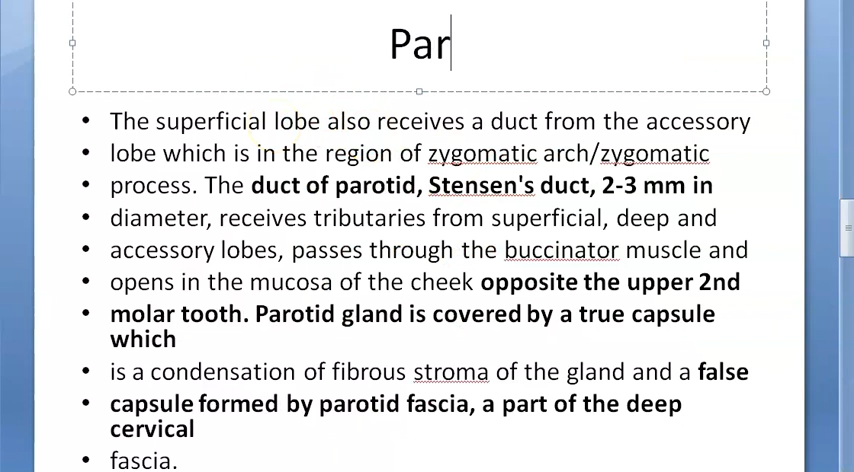 Par
• The superficial lobe also receives a duct from the accessory
• lobe which is in the region of zygomatic arch/zygomatic
• process. The duct of parotid, Stensen's duct, 2-3 mm in
• diameter, receives tributaries from superficial, deep and
• accessory lobes, passes through the buccinator muscle and
• opens in the mucosa of the cheek opposite the upper 2nd
• molar tooth. Parotid gland is covered by a true capsule
which
• is a condensation of fibrous stroma of the gland and a false
• capsule formed by parotid fascia, a part of the deep
cervical
• fascia.